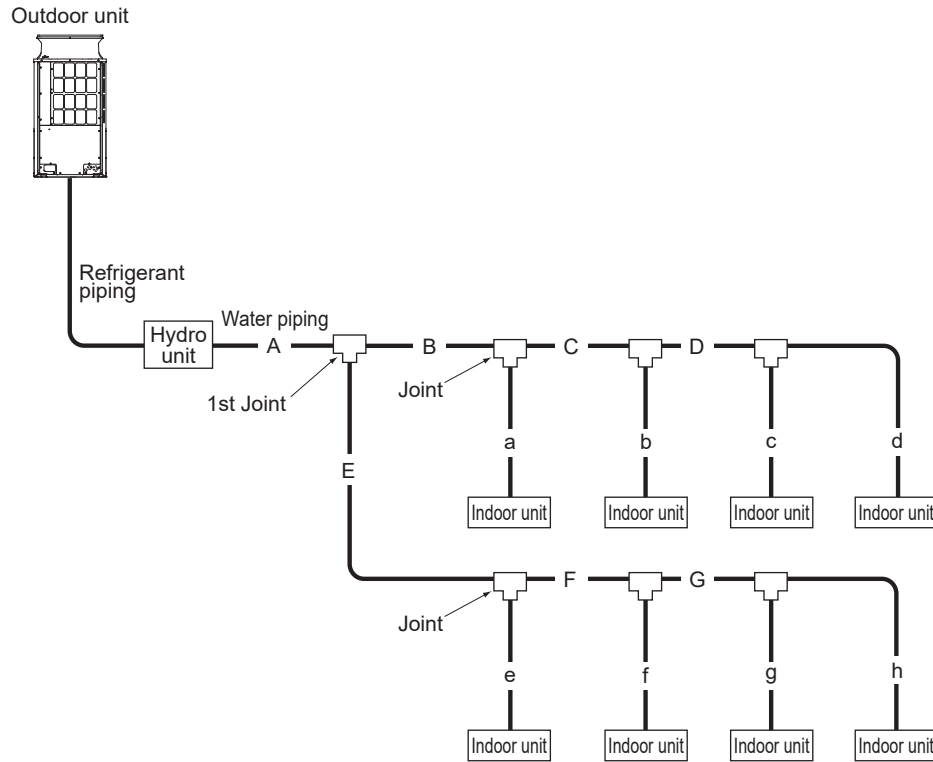 Outdoor unit
Refrigerant
piping
Hydro
unit
Water piping
A
B
C
D
1st Joint
Joint
a
b
c
d
E
Indoor unit
Indoor unit
Indoor unit
Indoor unit
F
G
Joint
e
f
g
h
Indoor unit
Indoor unit
Indoor unit
Indoor unit